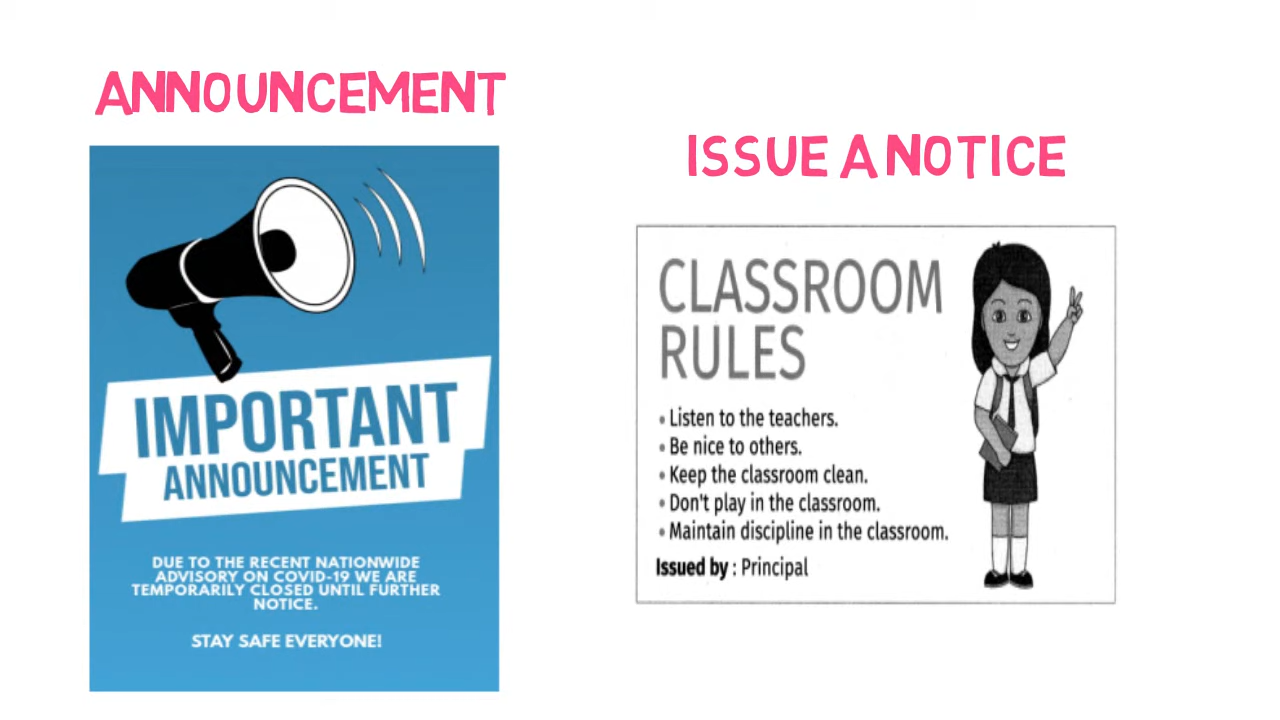 ANNOUNCEMENT
IMPORTANT
ANNOUNCEMENT
DUE TO THE RECENT NATIONWIDE
ADVISORY ON COVID-19 WE ARE
TEMPORARILY CLOSED UNTIL FURTHER
NOTICE.
STAY SAFE EVERYONE!
ISSUE A NOTICE
CLASSROOM
RULES
• Listen to the teachers.
• Be nice to others.
• Keep the classroom clean.
• Don't play in the classroom.
• Maintain discipline in the classroom.
Issued by : Principal